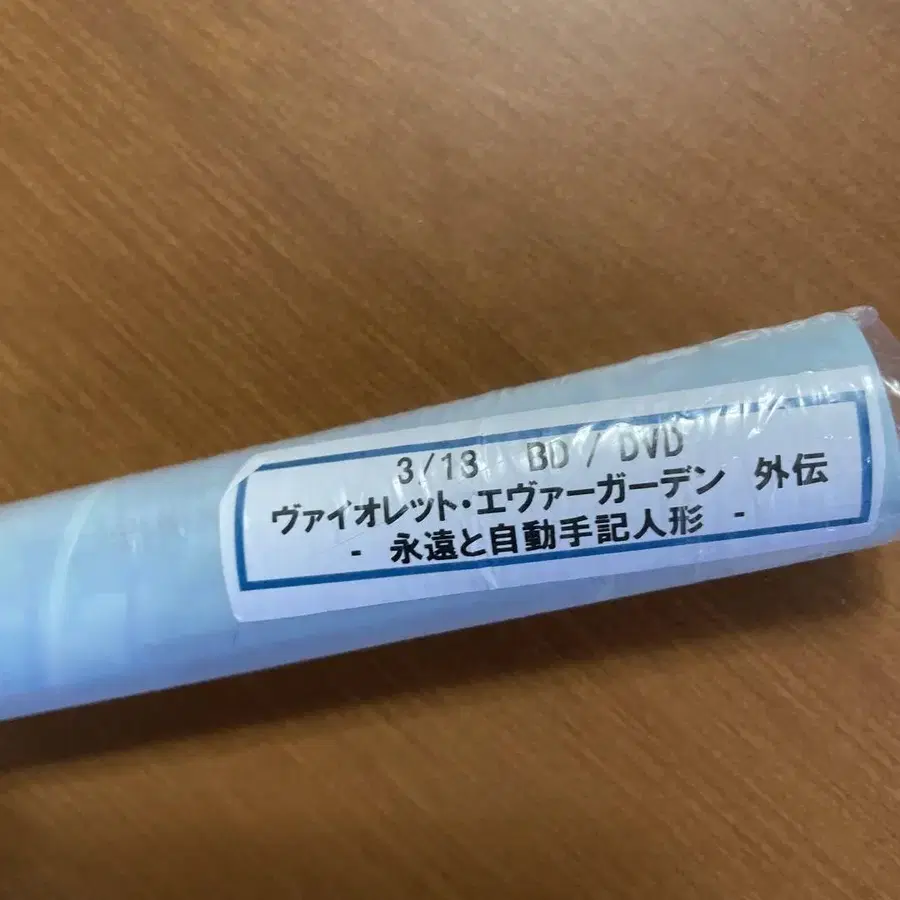 3/18 BD / DVD
ヴァイオレット・エヴァーガーデン 外伝
- 永遠と自動手記人形 -